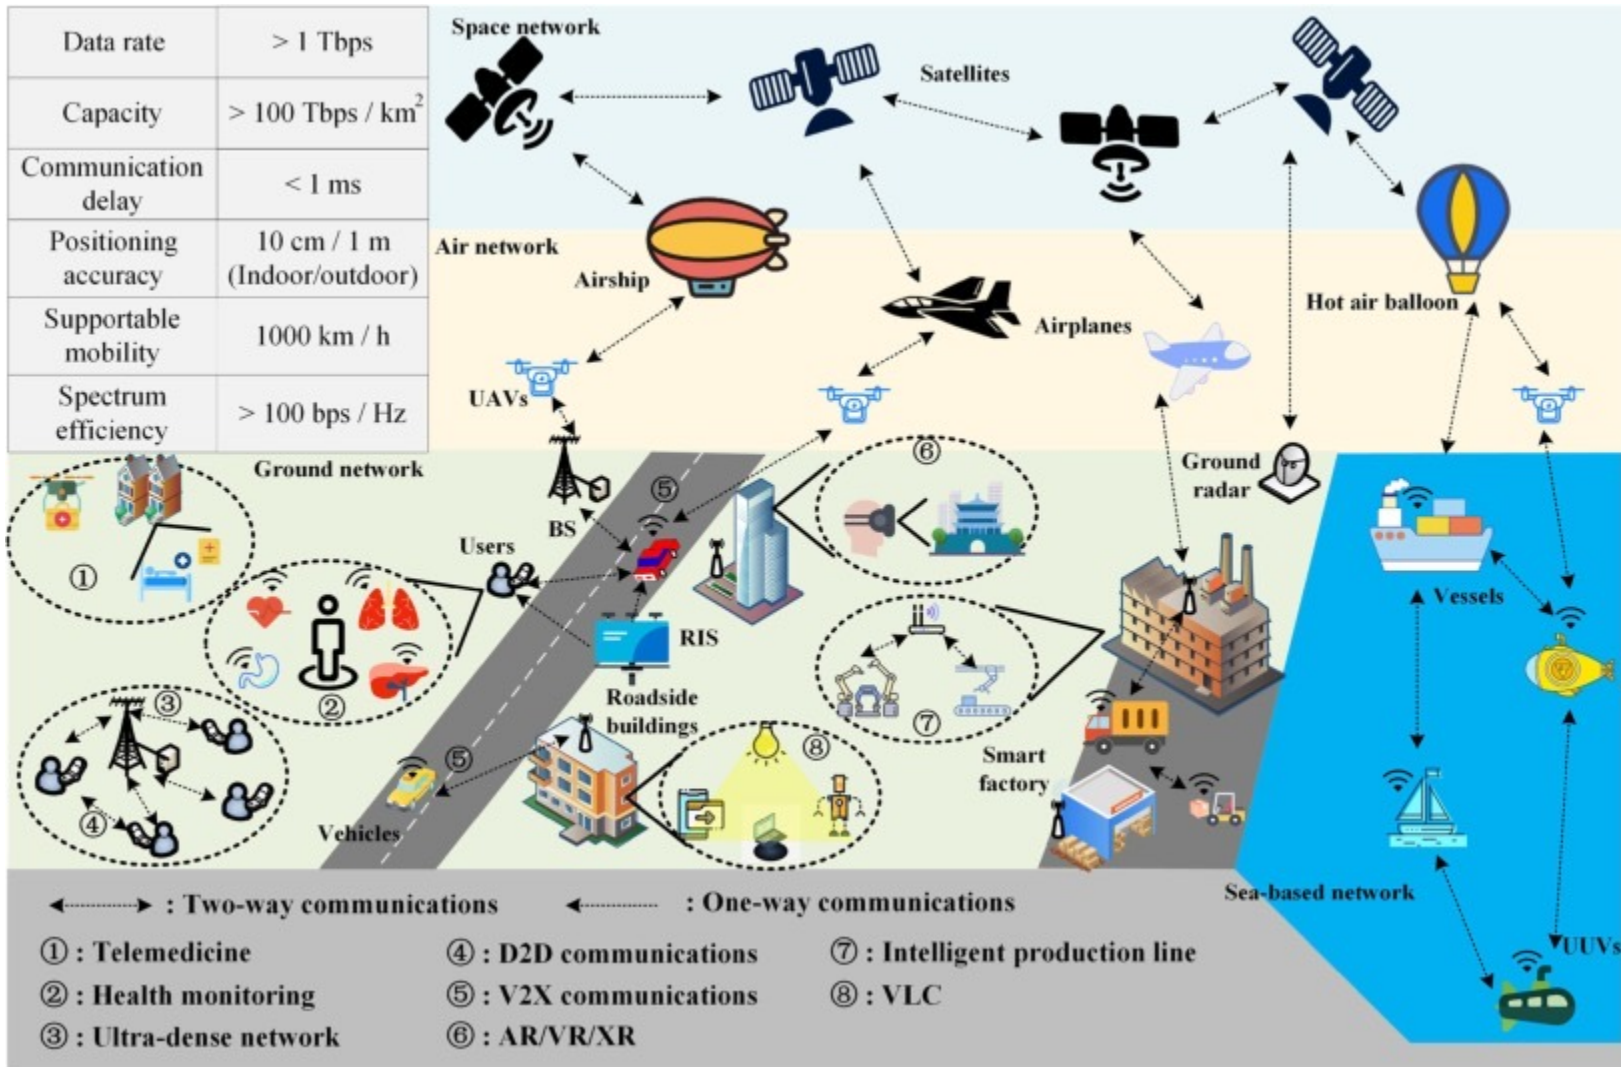 Data rate > 1 Tbps
Capacity > 100 Tbps / km²
Communication delay < 1 ms
Positioning accuracy 10 cm / 1 m (Indoor/outdoor)
Supportable mobility 1000 km / h
Spectrum efficiency > 100 bps / Hz
Space network
Satellites
Air network
Airship
Airplanes
Hot air balloon
UAVs
Ground network
Ground radar
BS
Users
RIS
Roadside buildings
Vehicles
Smart factory
Vessels
Sea-based network
UUVs
①
②
③
④
⑤
⑤
⑥
⑦
⑧
: Two-way communications
: One-way communications
① : Telemedicine
② : Health monitoring
③ : Ultra-dense network
④ : D2D communications
⑤ : V2X communications
⑥ : AR/VR/XR
⑦ : Intelligent production line
⑧ : VLC